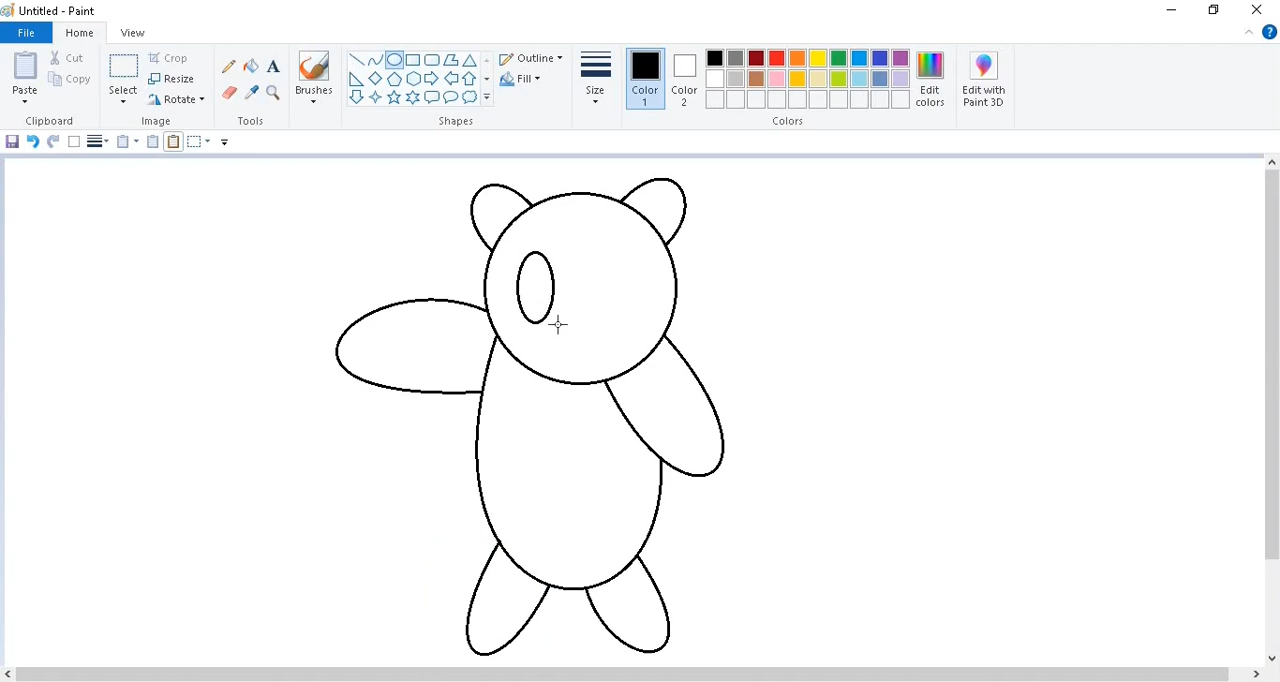 Untitled - Paint
File Home View
Paste
Cut
Copy
Clipboard
Select
Crop
Resize
Rotate
Image
A
Tools
Brushes
Outline
Fill
Shapes
Size
Color 1
Color 2
Edit colors
Colors
Edit with Paint 3D